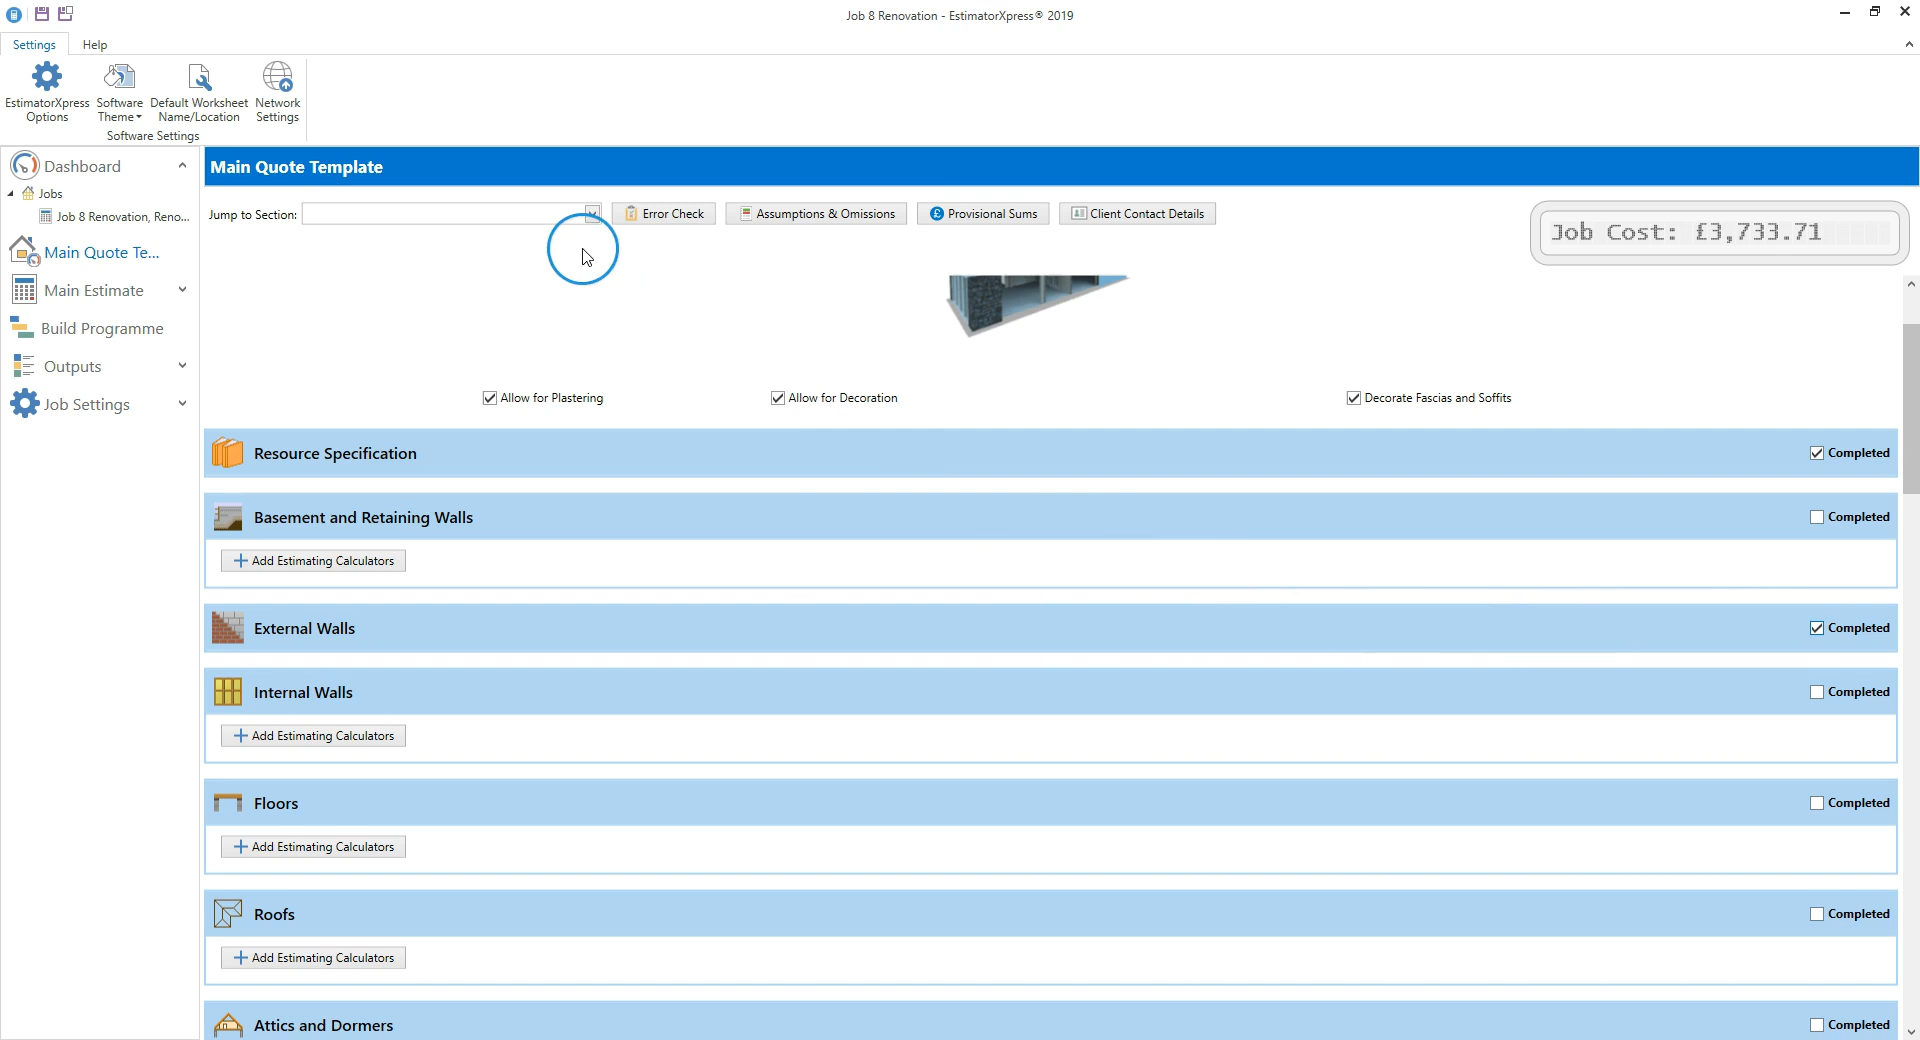 Job 8 Renovation - EstimatorXpress® 2019
Settings
Help
EstimatorXpress
Options
Software
Theme
Default Worksheet
Name/Location
Network
Settings
Software Settings
Dashboard
Jobs
Job 8 Renovation, Reno...
Main Quote Te...
Main Estimate
Build Programme
Outputs
Job Settings
Main Quote Template
Jump to Section:
Error Check
Assumptions & Omissions
Provisional Sums
Client Contact Details
Job Cost: £3,733.71
Allow for Plastering
Allow for Decoration
Decorate Fascias and Soffits
Resource Specification
Completed
Basement and Retaining Walls
Completed
Add Estimating Calculators
External Walls
Completed
Internal Walls
Completed
Add Estimating Calculators
Floors
Completed
Add Estimating Calculators
Roofs
Completed
Add Estimating Calculators
Attics and Dormers
Completed